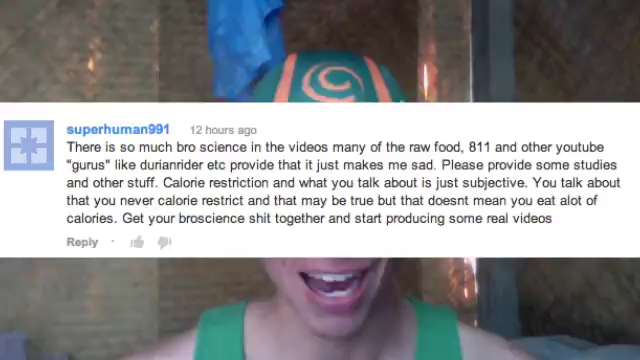 superhuman991 12 hours ago
There is so much bro science in the videos many of the raw food, 811 and other youtube
"gurus" like durianrider etc provide that it just makes me sad. Please provide some studies
and other stuff. Calorie restriction and what you talk about is just subjective. You talk about
that you never calorie restrict and that may be true but that doesnt mean you eat alot of
calories. Get your broscience shit together and start producing some real videos
Reply ·